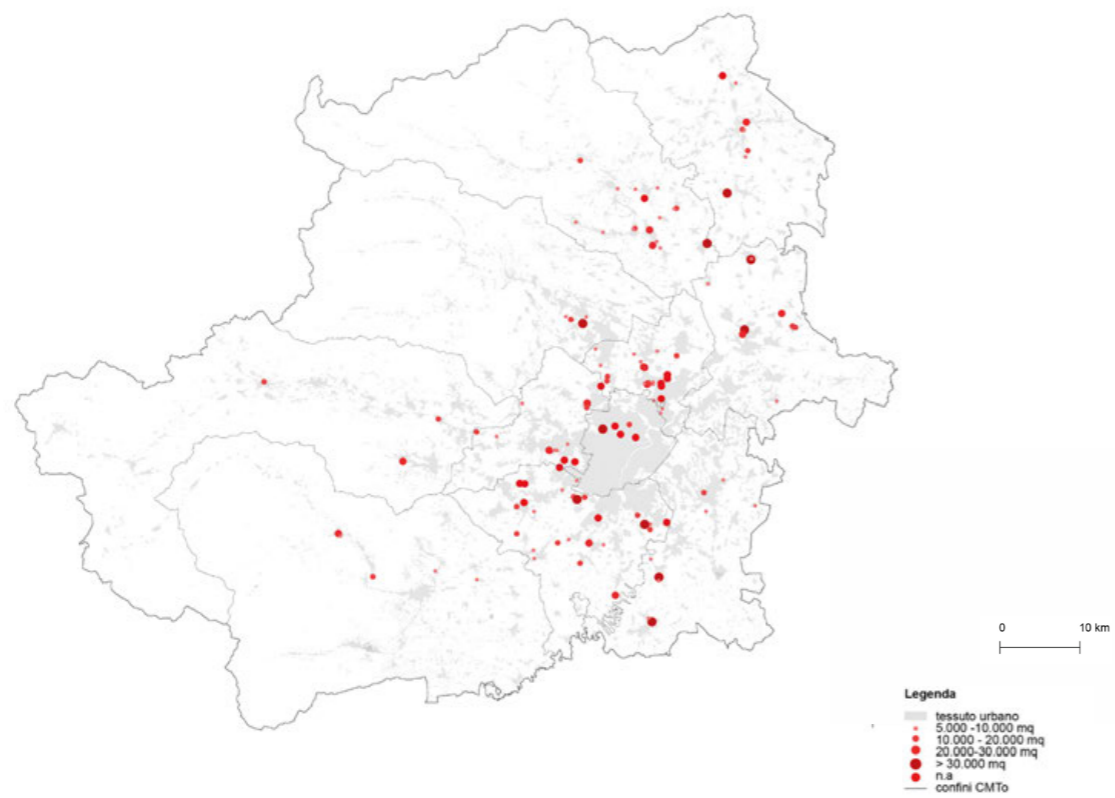 0 10 km
Legenda
tessuto urbano
5.000 -10.000 mq
10.000 - 20.000 mq
20.000-30.000 mq
> 30.000 mq
n.a
confini CMTo